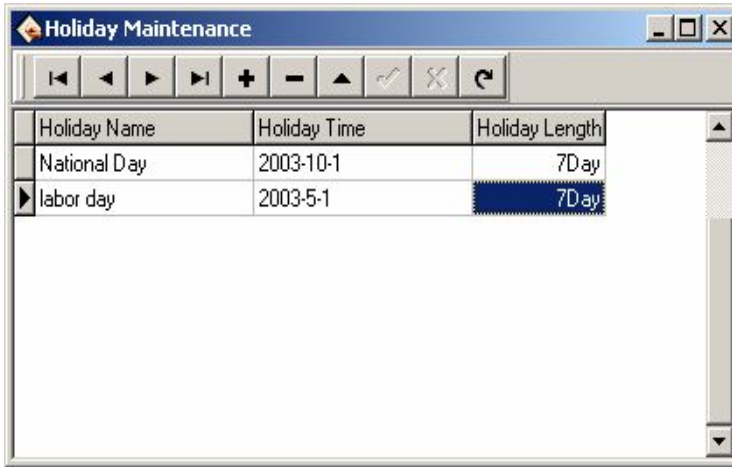 Holiday Maintenance
Holiday Name Holiday Time Holiday Length
National Day 2003-10-1 7Day
labor day 2003-5-1 7Day